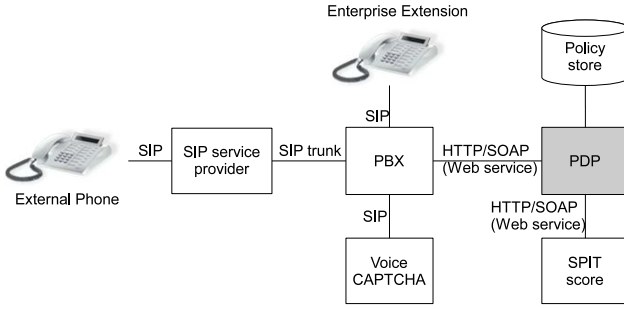 Enterprise Extension
Policy
store
SIP
SIP
SIP service
provider
SIP trunk
PBX
HTTP/SOAP
(Web service)
PDP
External Phone
SIP
HTTP/SOAP
(Web service)
Voice
CAPTCHA
SPIT
score